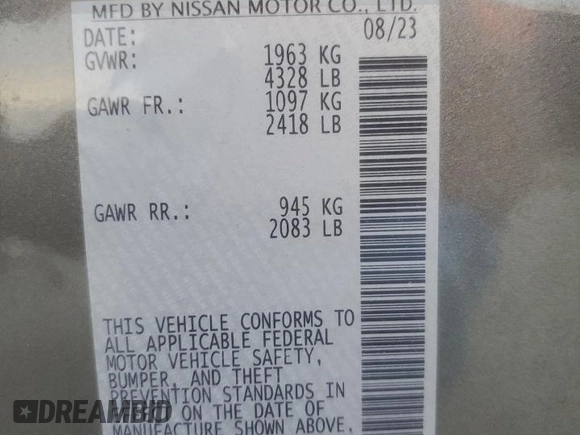 MFD BY NISSAN MOTOR CO., LTD.
DATE: 08/23
GVWR: 1963 KG
4328 LB
GAWR FR.: 1097 KG
2418 LB
GAWR RR.: 945 KG
2083 LB
THIS VEHICLE CONFORMS TO
ALL APPLICABLE FEDERAL
MOTOR VEHICLE SAFETY,
BUMPER, AND THEFT
PREVENTION STANDARDS IN
ON THE DATE OF
MANUFACTURE SHOWN ABOVE.
DREAMBID